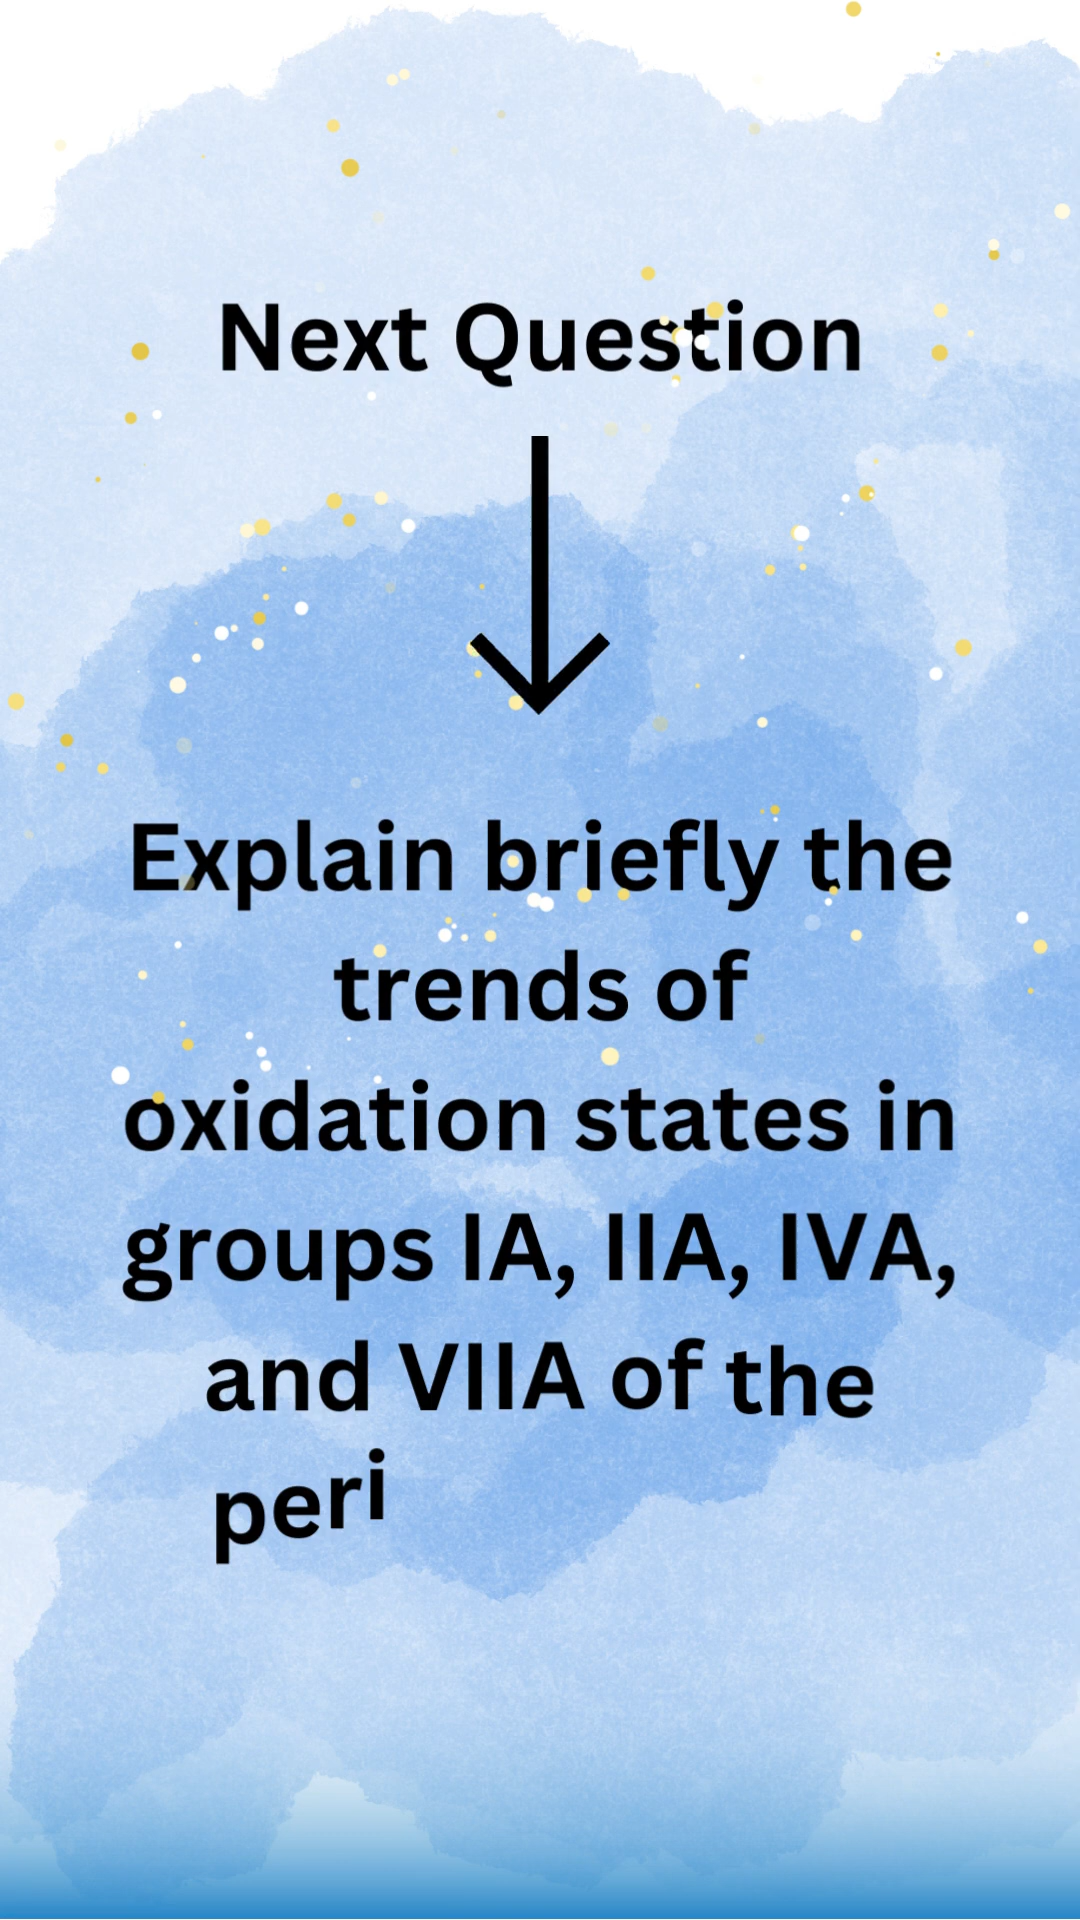 Next Question
Explain briefly the
trends of
oxidation states in
groups IA, IIA, IVA,
and VIIA of the
peri